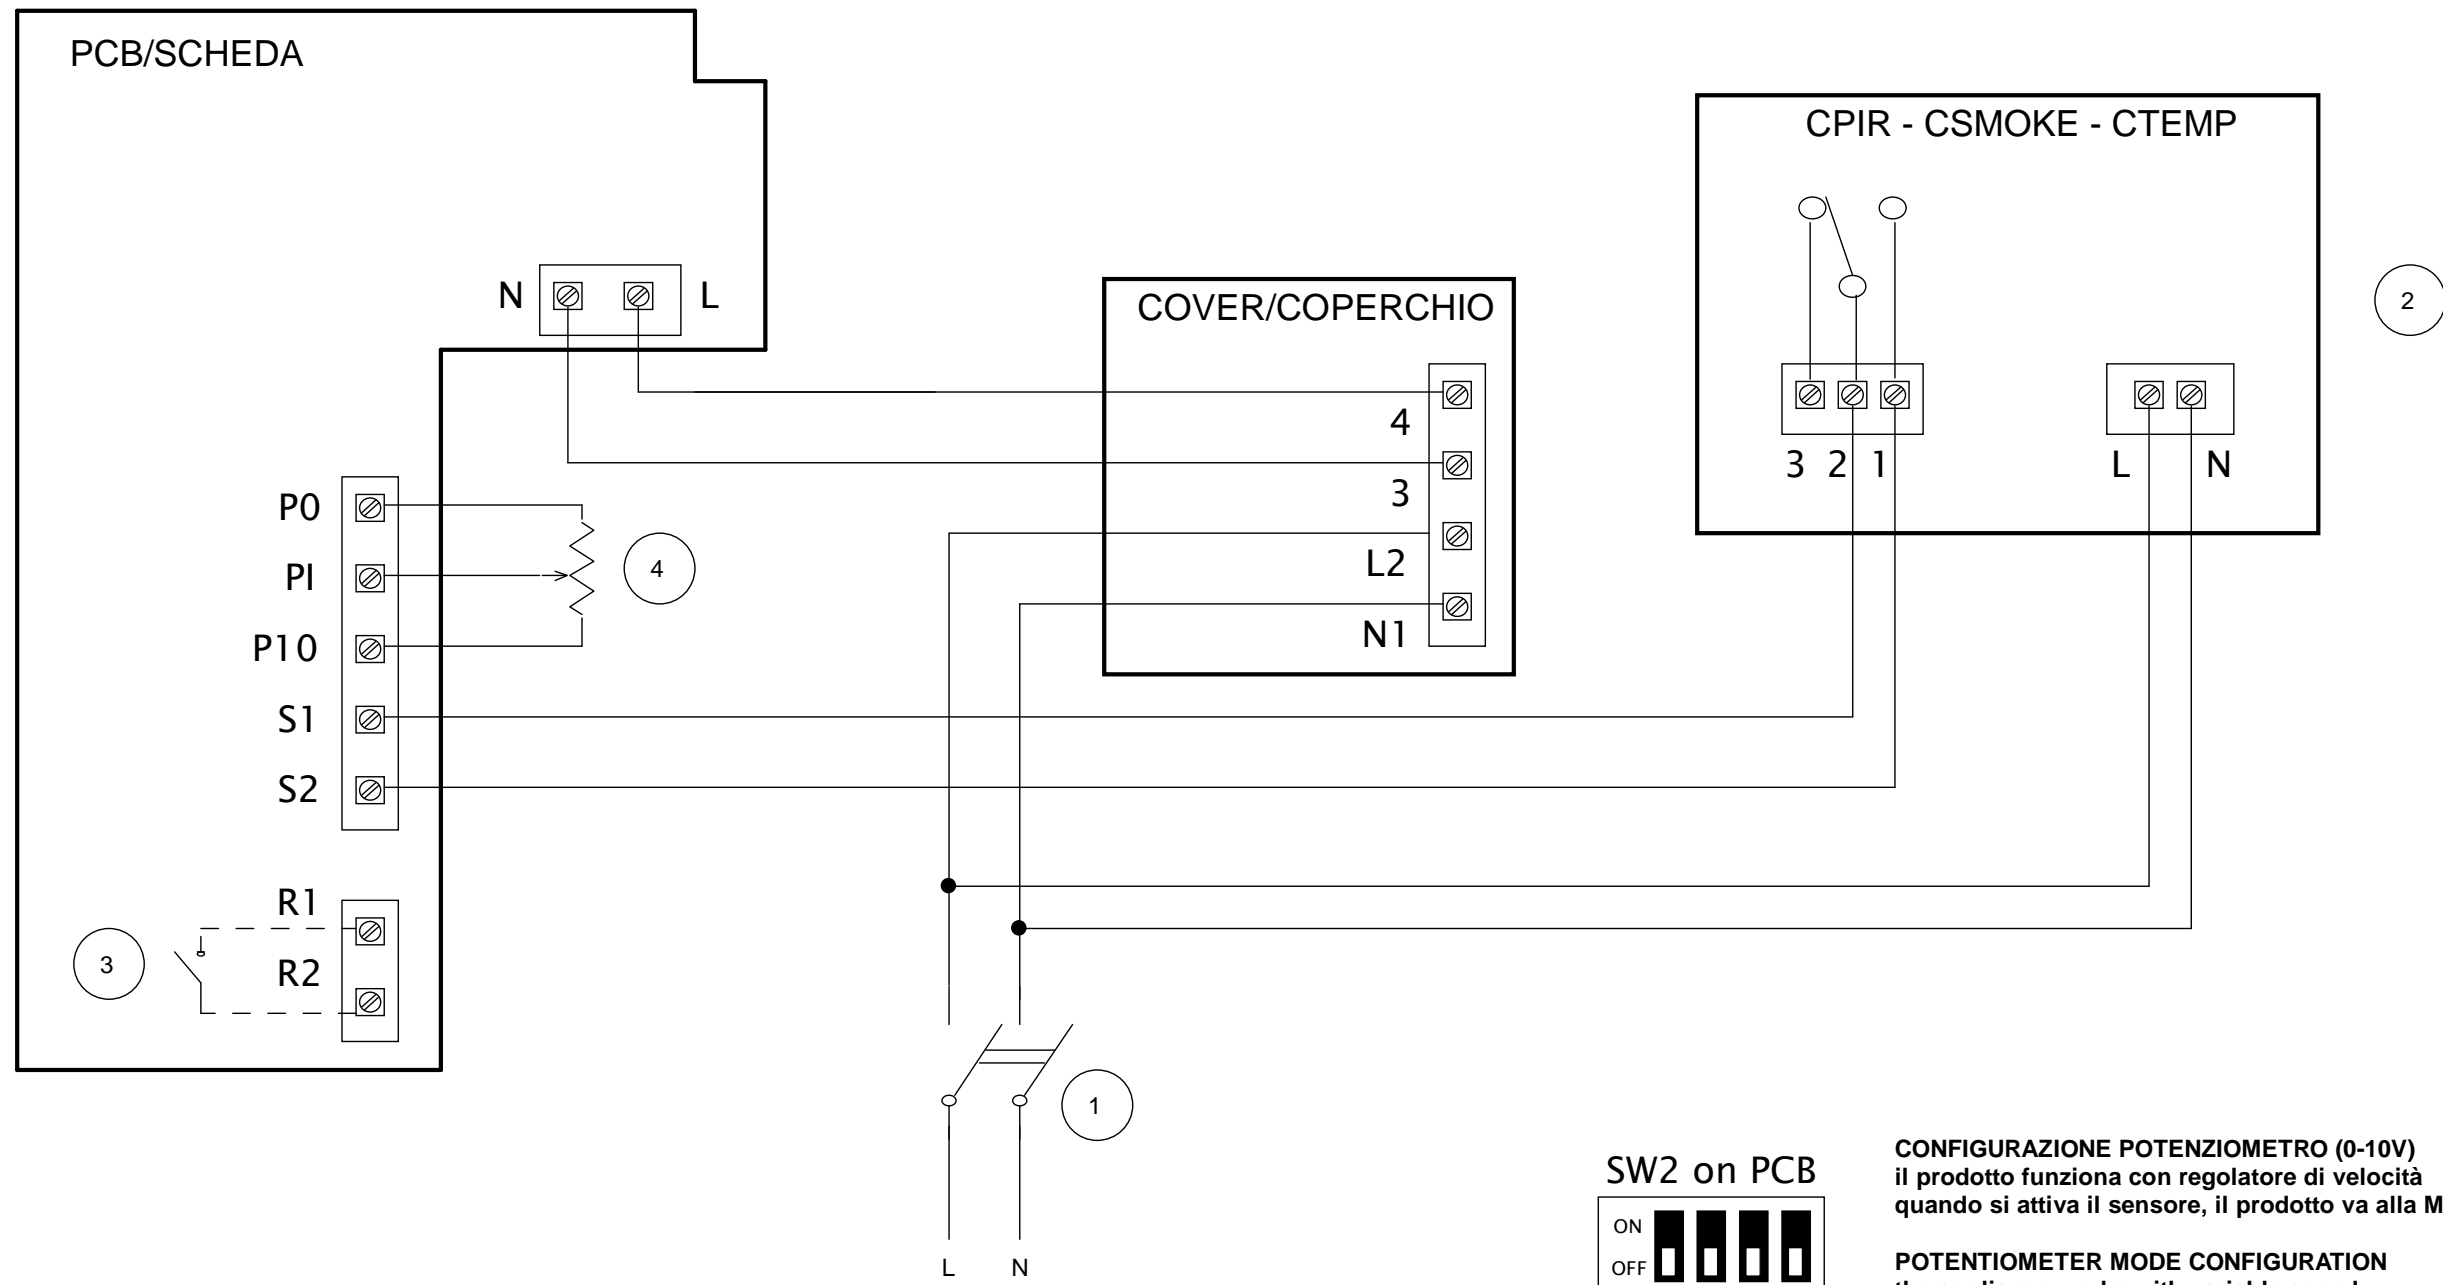 PCB/SCHEDA
CPIR - CSMOKE - CTEMP
N
L
COVER/COPERCHIO
2
4
3
L2
N1
3 2 1
L
N
P0
PI
P10
S1
S2
4
R1
R2
3
1
L
N
SW2 on PCB
ON
OFF
CONFIGURAZIONE POTENZIOMETRO (0-10V)
il prodotto funziona con regolatore di velocità
quando si attiva il sensore, il prodotto va alla M
POTENTIOMETER MODE CONFIGURATION